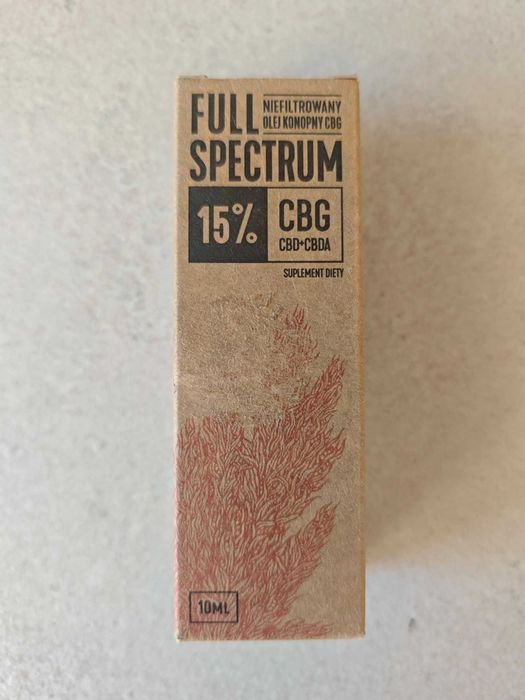 FULL
NIEFILTROWANY
OLEJ KONOPNY CBG
SPECTRUM
15%
CBG
CBD+CBDA
SUPLEMENT DIETY
10ML